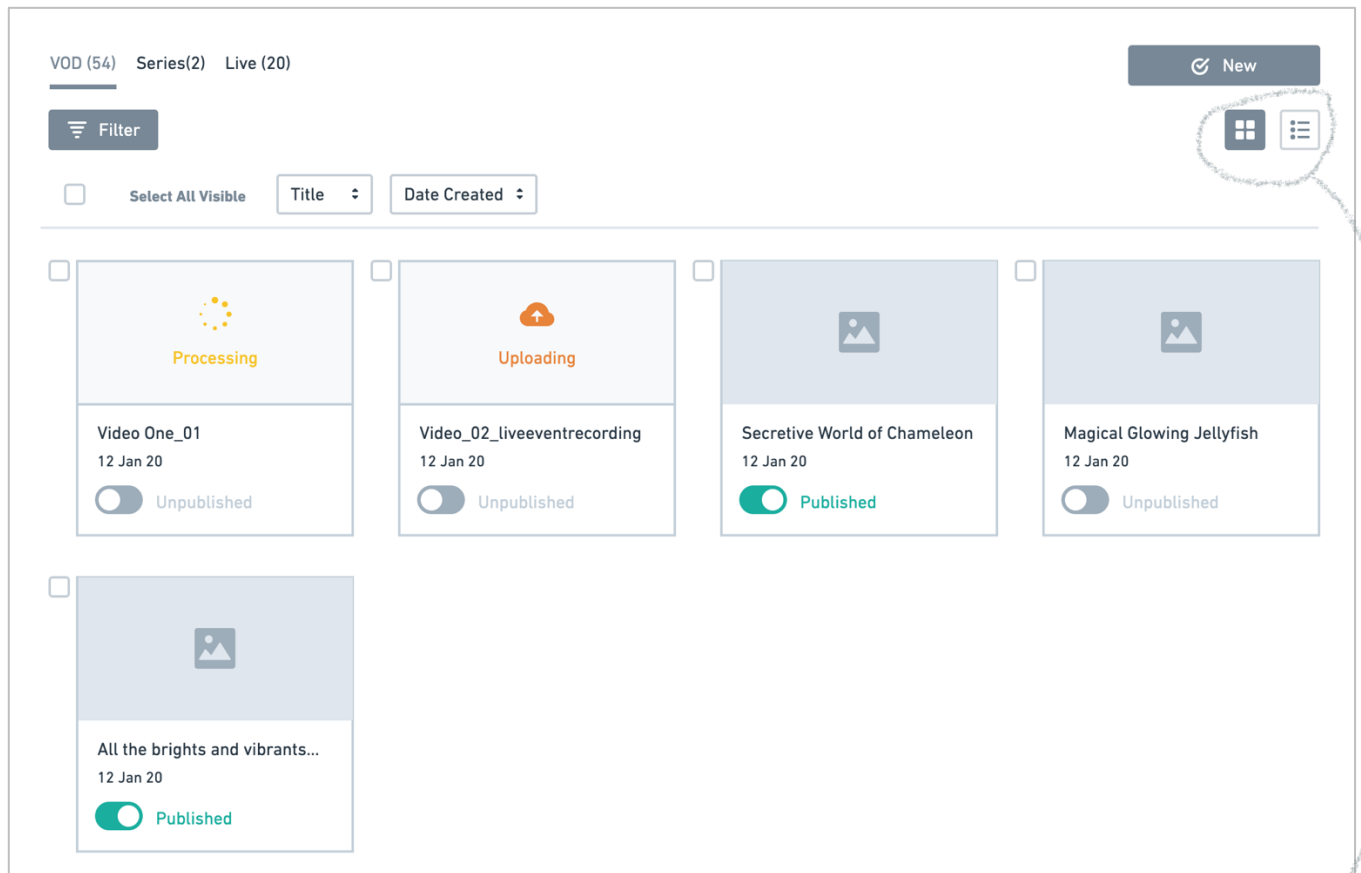 VOD (54) Series(2) Live (20)
New
Filter
Select All Visible Title Date Created
Processing
Uploading
Video One_01
12 Jan 20
Unpublished
Video_02_liveeventrecording
12 Jan 20
Unpublished
Secretive World of Chameleon
12 Jan 20
Published
Magical Glowing Jellyfish
12 Jan 20
Unpublished
All the brights and vibrants...
12 Jan 20
Published